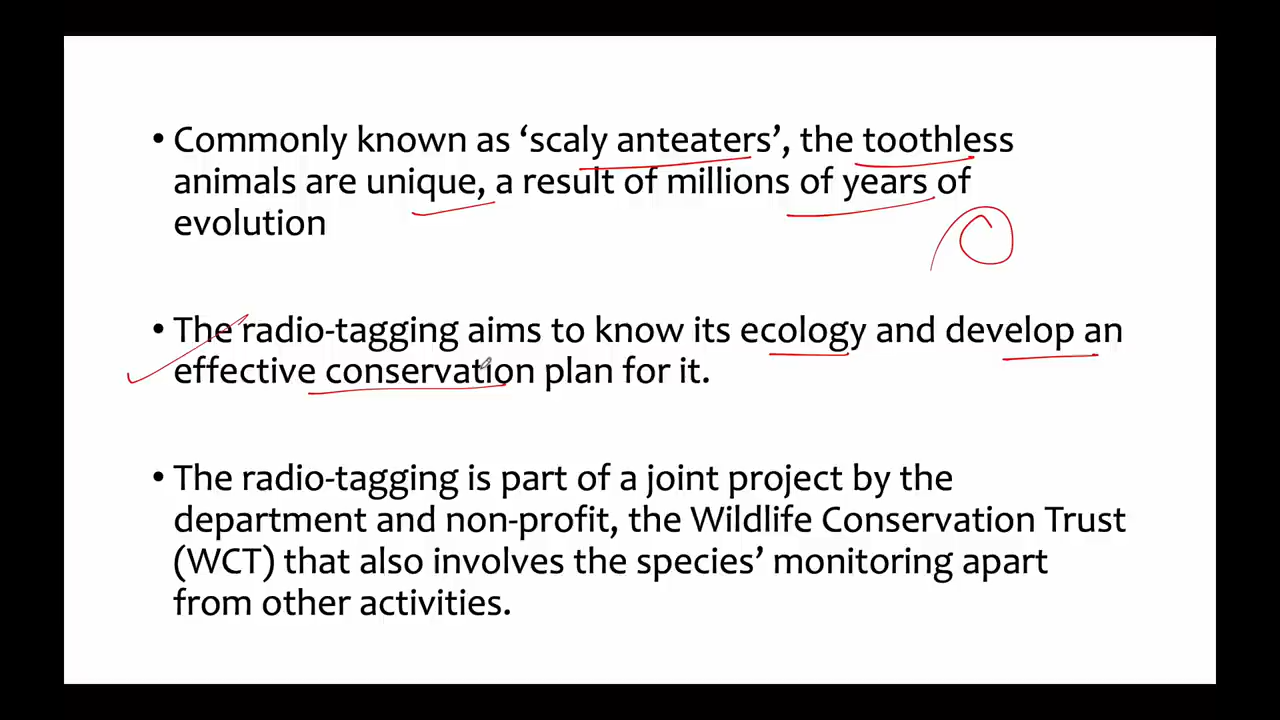 • Commonly known as ‘scaly anteaters’, the toothless
animals are unique, a result of millions of years of
evolution
• The radio-tagging aims to know its ecology and develop an
effective conservation plan for it.
• The radio-tagging is part of a joint project by the
department and non-profit, the Wildlife Conservation Trust
(WCT) that also involves the species’ monitoring apart
from other activities.